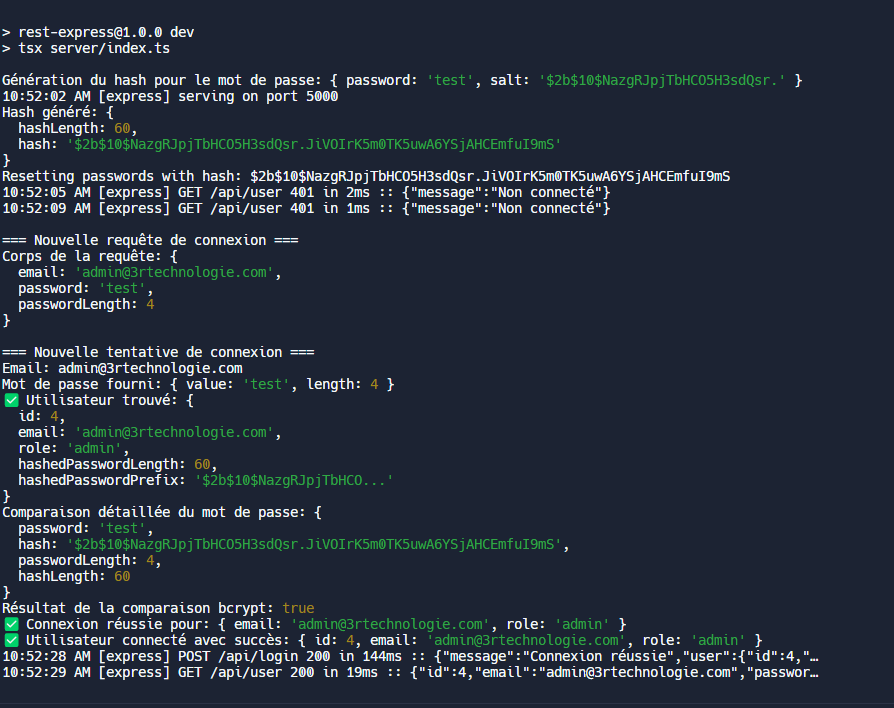 > rest-express@1.0.0 dev
> tsx server/index.ts
Génération du hash pour le mot de passe: { password: 'test', salt: '$2b$10$NazgRJpjTbHCO5H3sdQsr.' }
10:52:02 AM [express] serving on port 5000
Hash généré: {
hashLength: 60,
hash: '$2b$10$NazgRJpjTbHCO5H3sdQsr.JiVOIrK5m0TK5uwA6YSjAHCEmfuI9mS'
}
Resetting passwords with hash: $2b$10$NazgRJpjTbHCO5H3sdQsr.JiVOIrK5m0TK5uwA6YSjAHCEmfuI9mS
10:52:05 AM [express] GET /api/user 401 in 2ms :: {"message":"Non connecté"}
10:52:09 AM [express] GET /api/user 401 in 1ms :: {"message":"Non connecté"}
=== Nouvelle requête de connexion ===
Corps de la requête: {
email: 'admin@3rtechnologie.com',
password: 'test',
passwordLength: 4
}
=== Nouvelle tentative de connexion ===
Email: admin@3rtechnologie.com
Mot de passe fourni: { value: 'test', length: 4 }
✅ Utilisateur trouvé: {
id: 4,
email: 'admin@3rtechnologie.com',
role: 'admin',
hashedPasswordLength: 60,
hashedPasswordPrefix: '$2b$10$NazgRJpjTbHCO...'
}
Comparaison détaillée du mot de passe: {
password: 'test',
hash: '$2b$10$NazgRJpjTbHCO5H3sdQsr.JiVOIrK5m0TK5uwA6YSjAHCEmfuI9mS',
passwordLength: 4,
hashLength: 60
}
Résultat de la comparaison bcrypt: true
✅ Connexion réussie pour: { email: 'admin@3rtechnologie.com', role: 'admin' }
✅ Utilisateur connecté avec succès: { id: 4, email: 'admin@3rtechnologie.com', role: 'admin' }
10:52:28 AM [express] POST /api/login 200 in 144ms :: {"message":"Connexion réussie","user":{"id":4,"…
10:52:29 AM [express] GET /api/user 200 in 19ms :: {"id":4,"email":"admin@3rtechnologie.com","passwor…